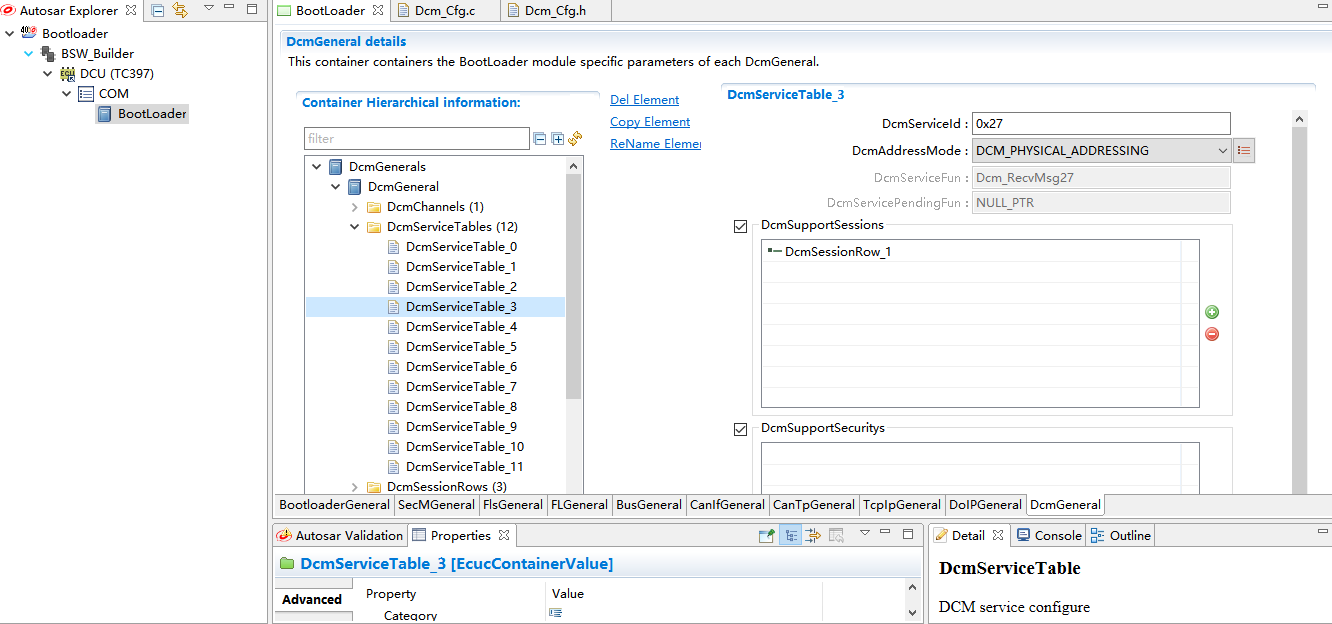 Autosar Explorer
Bootloader
BSW_Builder
DCU (TC397)
COM
BootLoader
BootLoader
Dcm_Cfg.c
Dcm_Cfg.h
DcmGeneral details
This container containers the BootLoader module specific parameters of each DcmGeneral.
Container Hierarchical information:
filter
DcmGenerals
DcmGeneral
DcmChannels (1)
DcmServiceTables (12)
DcmServiceTable_0
DcmServiceTable_1
DcmServiceTable_2
DcmServiceTable_3
DcmServiceTable_4
DcmServiceTable_5
DcmServiceTable_6
DcmServiceTable_7
DcmServiceTable_8
DcmServiceTable_9
DcmServiceTable_10
DcmServiceTable_11
DcmSessionRows (3)
Del Element
Copy Element
ReName Elemer
DcmServiceTable_3
DcmServiceId : 0x27
DcmAddressMode : DCM_PHYSICAL_ADDRESSING
DcmServiceFun : Dcm_RecvMsg27
DcmServicePendingFun : NULL_PTR
DcmSupportSessions
DcmSessionRow_1
DcmSupportSecuritys
BootloaderGeneral SecMGeneral FlsGeneral FLGeneral BusGeneral CanIfGeneral CanTpGeneral TcpIpGeneral DoIPGeneral DcmGeneral
Autosar Validation
Properties
DcmServiceTable_3 [EcucContainerValue]
Advanced
Property Value
Category
Detail
Console
Outline
DcmServiceTable
DCM service configure